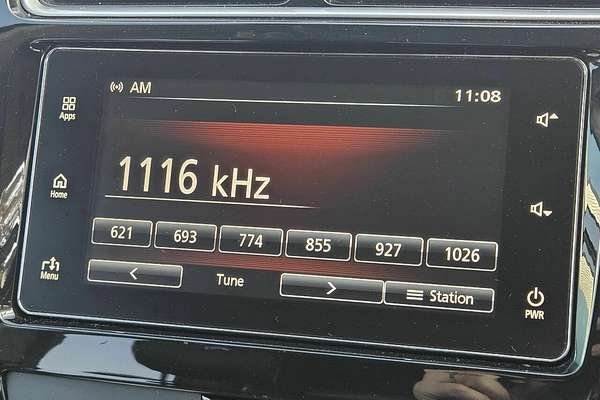 AM
11:08
Apps
1116 kHz
Home
621 693 774 855 927 1026
Menu
< Tune > Station
PWR